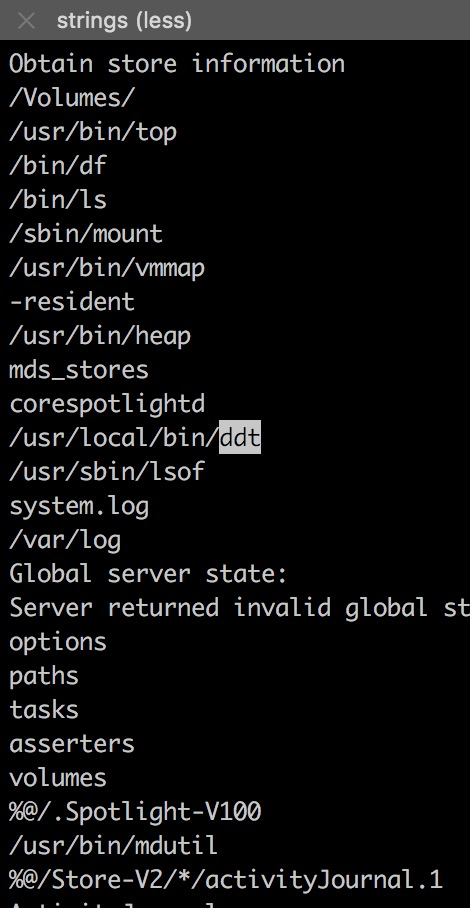 strings (less)
Obtain store information
/Volumes/
/usr/bin/top
/bin/df
/bin/ls
/sbin/mount
/usr/bin/vmmap
-resident
/usr/bin/heap
mds_stores
corespotlightd
/usr/local/bin/ddt
/usr/sbin/lsof
system.log
/var/log
Global server state:
Server returned invalid global st
options
paths
tasks
asserters
volumes
%@/.Spotlight-V100
/usr/bin/mdutil
%@/Store-V2/*/activityJournal.1